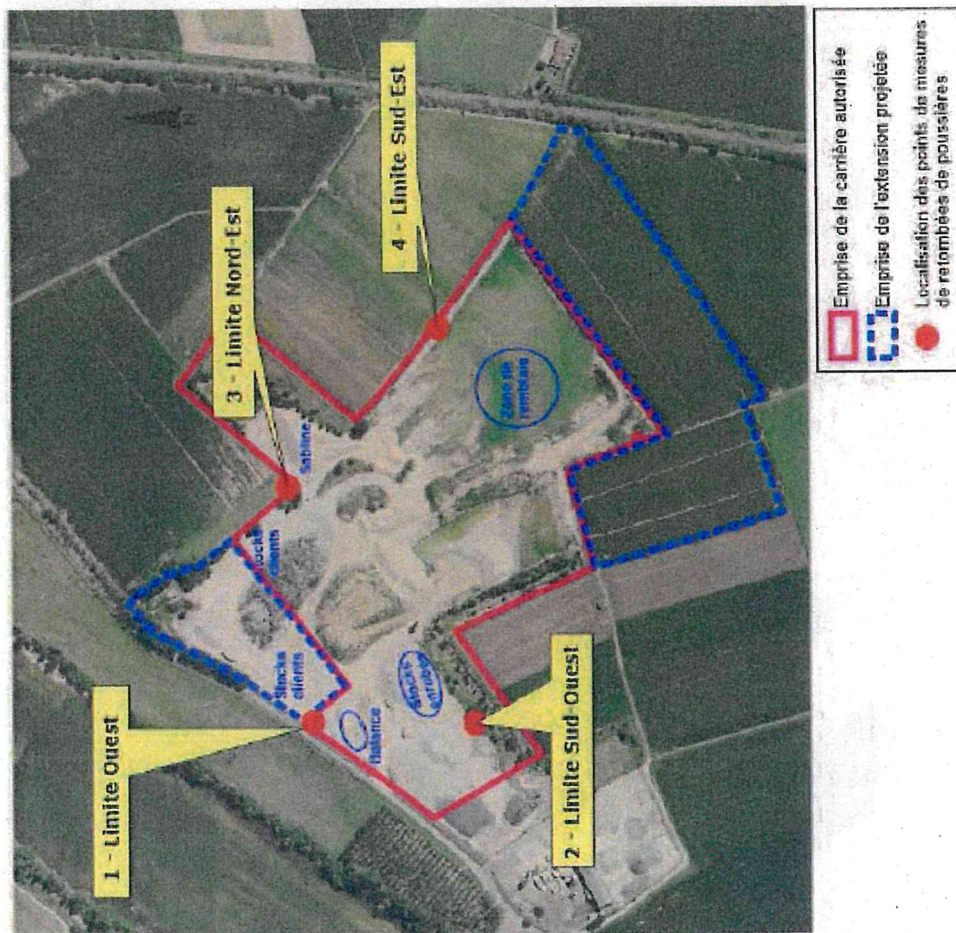 1 - Limite Ouest
2 - Limite Sud-Ouest
3 - Limite Nord-Est
4 - Limite Sud-Est
Stocks
clients
Stocks
clients
Sabline
Balance
Stocks
enrobés
Zone de
remblais
Emprise de la carrière autorisée
Emprise de l'extension projetée
Localisation des points de mesures
de retombées de poussières